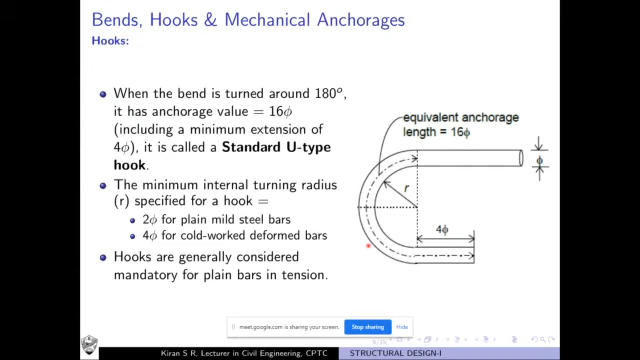 Bends, Hooks & Mechanical Anchorages
Hooks:
When the bend is turned around 180°,
it has anchorage value = 16ϕ
(including a minimum extension of
4ϕ), it is called a Standard U-type
hook.
The minimum internal turning radius
(r) specified for a hook =
2ϕ for plain mild steel bars
4ϕ for cold-worked deformed bars
Hooks are generally considered
mandatory for plain bars in tension.
equivalent anchorage
length = 16ϕ
ϕ
r
4ϕ
meet.google.com is sharing your screen.
Stop sharing
Hide
Kiran S R, Lecturer in Civil Engineering, CPTC
STRUCTURAL DESIGN-I